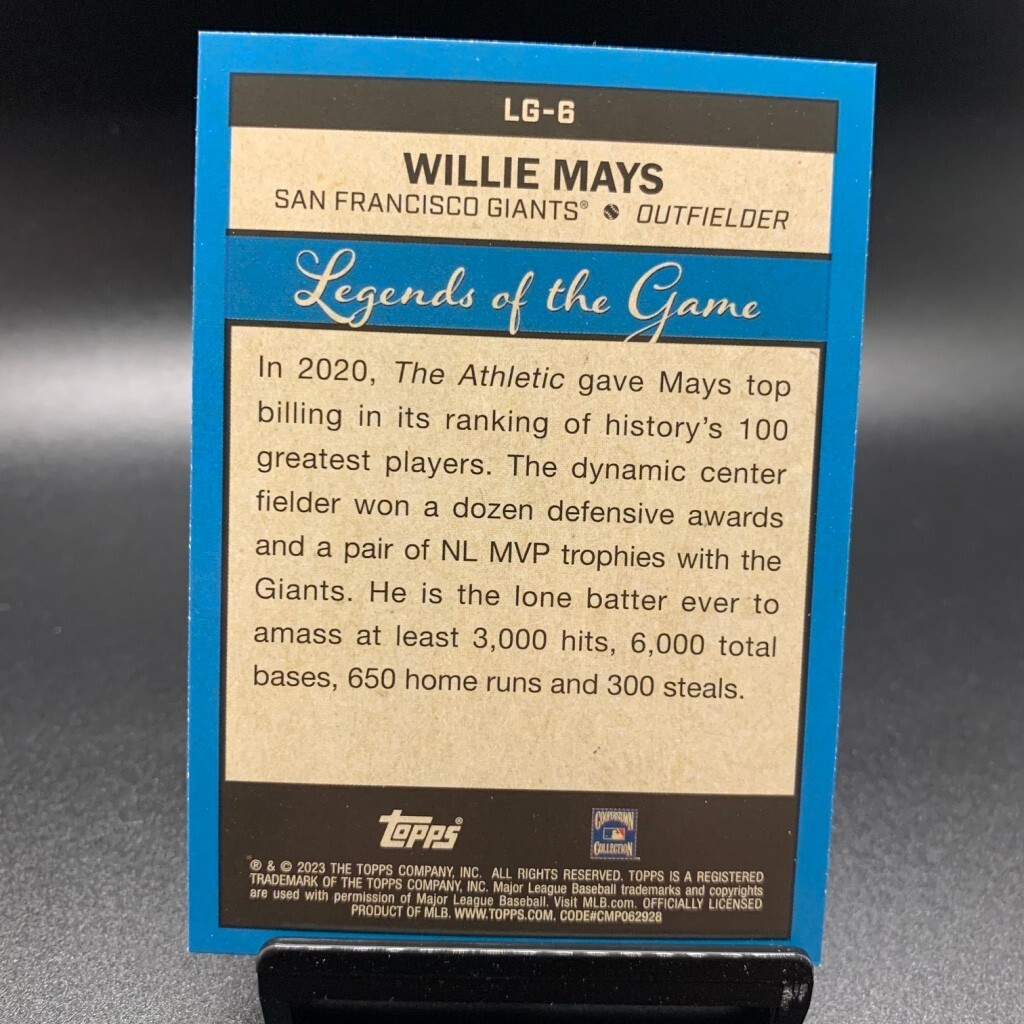 LG-6
WILLIE MAYS
SAN FRANCISCO GIANTS® OUTFIELDER
Legends of the Game
In 2020, The Athletic gave Mays top
billing in its ranking of history's 100
greatest players. The dynamic center
fielder won a dozen defensive awards
and a pair of NL MVP trophies with the
Giants. He is the lone batter ever to
amass at least 3,000 hits, 6,000 total
bases, 650 home runs and 300 steals.
topps®
COOPERSTOWN
COLLECTION
® & © 2023 THE TOPPS COMPANY, INC. ALL RIGHTS RESERVED. TOPPS IS A REGISTERED
TRADEMARK OF THE TOPPS COMPANY, INC. Major League Baseball trademarks and copyrights
are used with permission of Major League Baseball. Visit MLB.com. OFFICIALLY LICENSED
PRODUCT OF MLB. WWW.TOPPS.COM. CODE#CMP062928